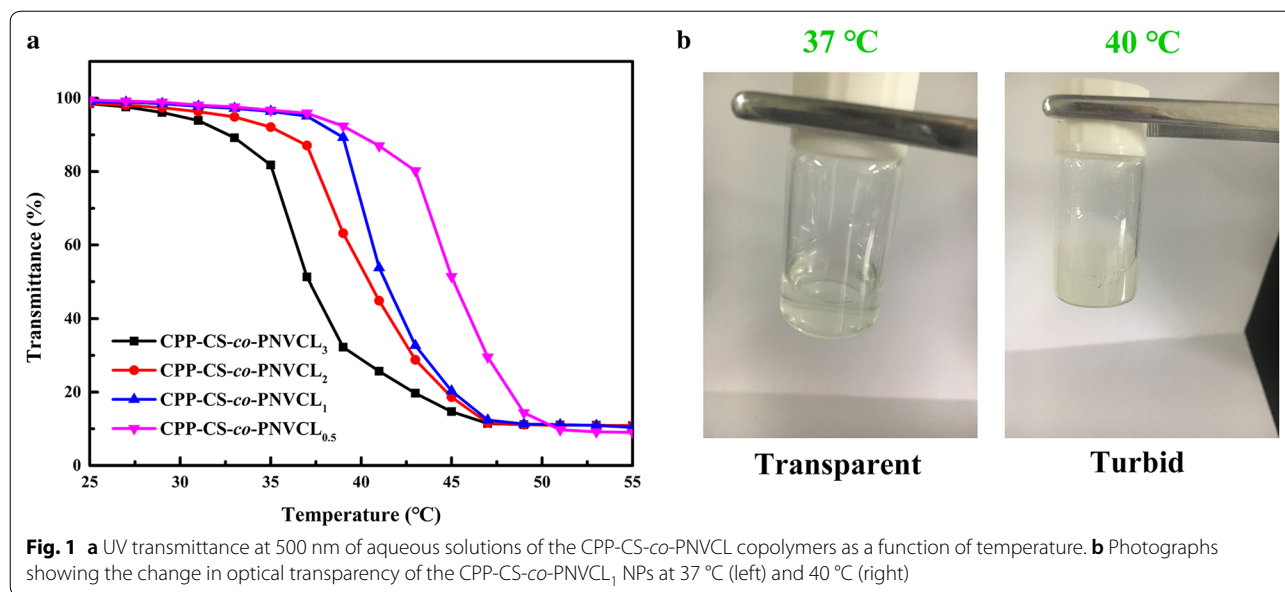 a
b
37 °C
40 °C
Transmittance (%)
100
80
60
40
20
0
CPP-CS-co-PNVCL₃
CPP-CS-co-PNVCL₂
CPP-CS-co-PNVCL₁
CPP-CS-co-PNVCL₀.₅
25 30 35 40 45 50 55
Temperature (°C)
Transparent
Turbid
Fig. 1 a UV transmittance at 500 nm of aqueous solutions of the CPP-CS-co-PNVCL copolymers as a function of temperature. b Photographs
showing the change in optical transparency of the CPP-CS-co-PNVCL₁ NPs at 37 °C (left) and 40 °C (right)